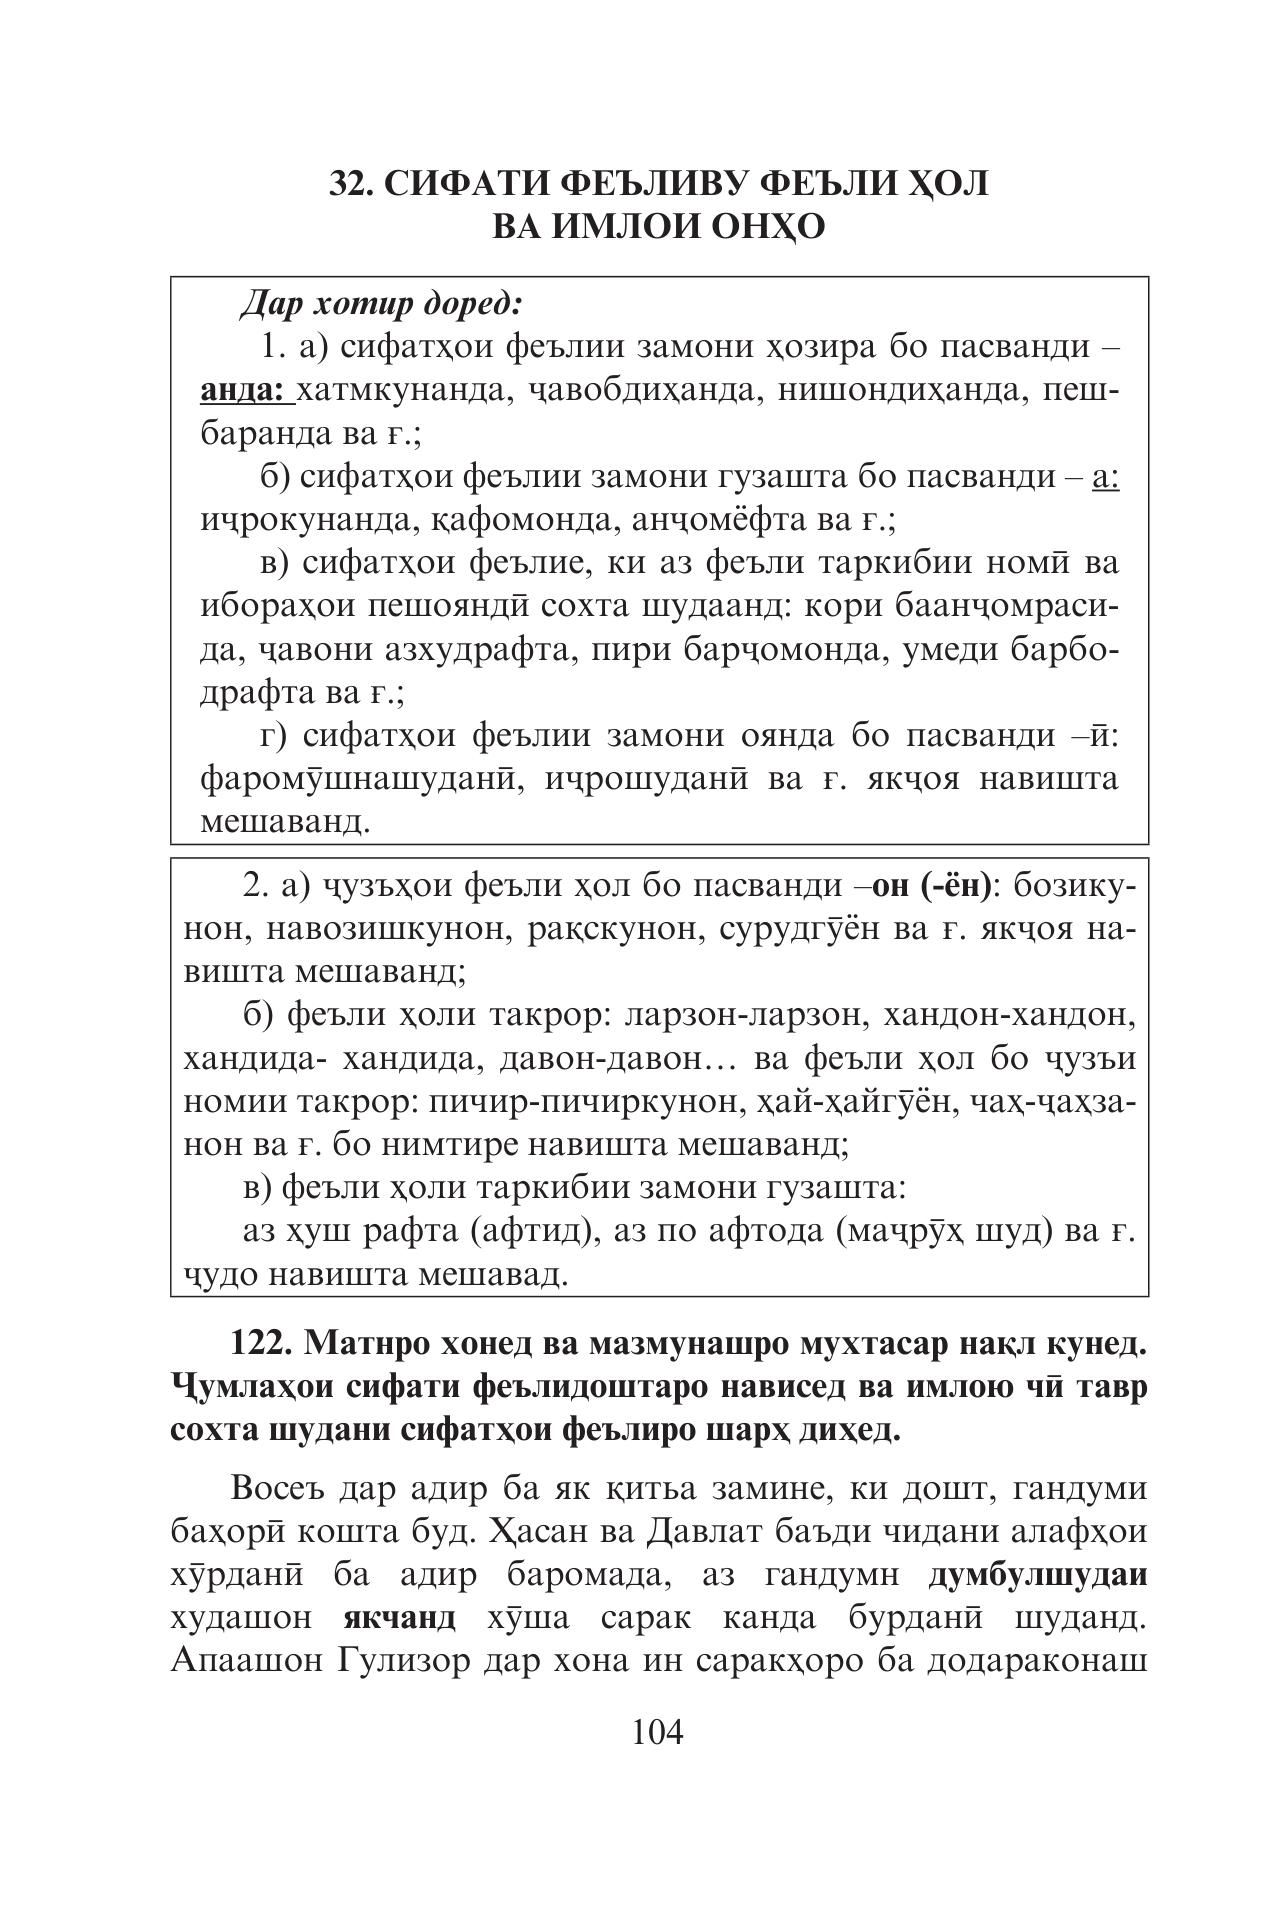 32. СИФАТИ ФЕЪЛИВУ ФЕЪЛИ ҲОЛ
ВА ИМЛОИ ОНҲО
Дар хотир доред:
1. а) сифатҳои феълии замони ҳозира бо пасванди –
анда: хатмкунанда, ҷавобдиҳанда, нишондиҳанда, пеш-
баранда ва ғ.;
б) сифатҳои феълии замони гузашта бо пасванди – а:
иҷрокунанда, қафомонда, анҷомёфта ва ғ.;
в) сифатҳои феълие, ки аз феъли таркибии номӣ ва
ибораҳои пешояндӣ сохта шудаанд: кори баанҷомраси-
да, ҷавони азхудрафта, пири барҷомонда, умеди барбо-
драфта ва ғ.;
г) сифатҳои феълии замони оянда бо пасванди –ӣ:
фаромӯшнашуданӣ, иҷрошуданӣ ва ғ. якҷоя навишта
мешаванд.
2. а) ҷузъҳои феъли ҳол бо пасванди –он (-ён): бозику-
нон, навозишкунон, рақскунон, сурудгӯён ва ғ. якҷоя на-
вишта мешаванд;
б) феъли ҳоли такрор: ларзон-ларзон, хандон-хандон,
хандида- хандида, давон-давон… ва феъли ҳол бо ҷузъи
номии такрор: пичир-пичиркунон, ҳай-ҳайгӯён, чаҳ-ҷаҳза-
нон ва ғ. бо нимтире навишта мешаванд;
в) феъли ҳоли таркибии замони гузашта:
аз ҳуш рафта (афтид), аз по афтода (маҷрӯҳ шуд) ва ғ.
ҷудо навишта мешавад.
122. Матнро хонед ва мазмунашро мухтасар нақл кунед.
Ҷумлаҳои сифати феълидоштаро нависед ва имлою чӣ тавр
сохта шудани сифатҳои феълиро шарҳ диҳед.
Восеъ дар адир ба як қитьа замине, ки дошт, гандуми
баҳорӣ кошта буд. Ҳасан ва Давлат баъди чидани алафҳои
хӯрданӣ ба адир баромада, аз гандумн думбулшудаи
худашон якчанд хӯша сарак канда бурданӣ шуданд.
Апаашон Гулизор дар хона ин саракҳоро ба додараконаш
104